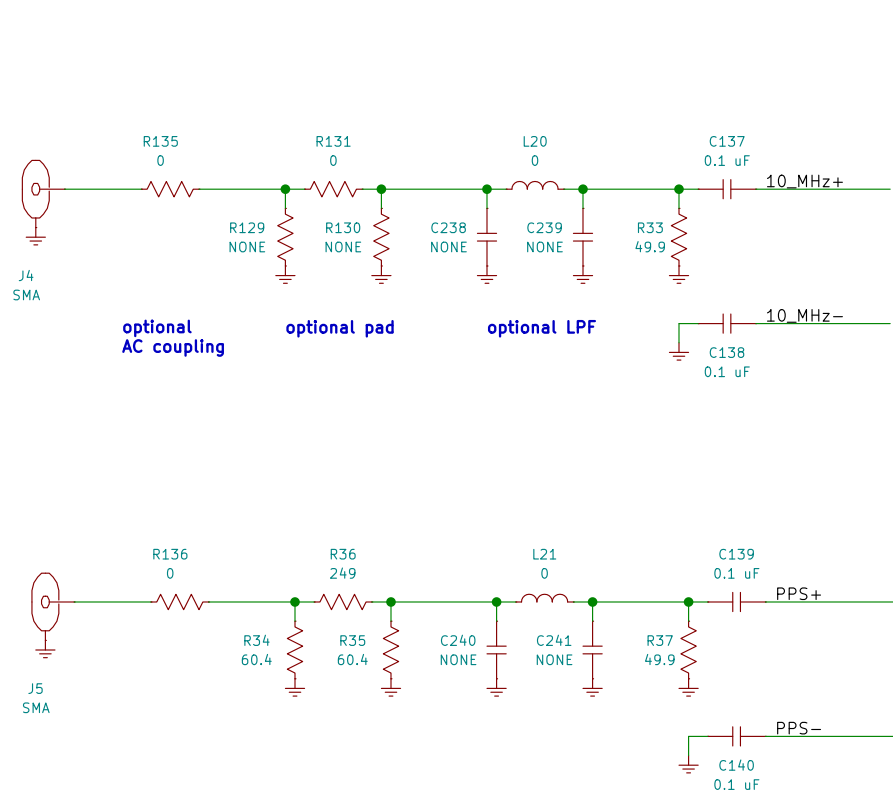 R135
0
R131
0
L20
0
C137
0.1 uF
10_MHz+
R129
NONE
R130
NONE
C238
NONE
C239
NONE
R33
49.9
J4
SMA
optional
AC coupling
optional pad
optional LPF
10_MHz-
C138
0.1 uF
R136
0
R36
249
L21
0
C139
0.1 uF
PPS+
R34
60.4
R35
60.4
C240
NONE
C241
NONE
R37
49.9
J5
SMA
PPS-
C140
0.1 uF